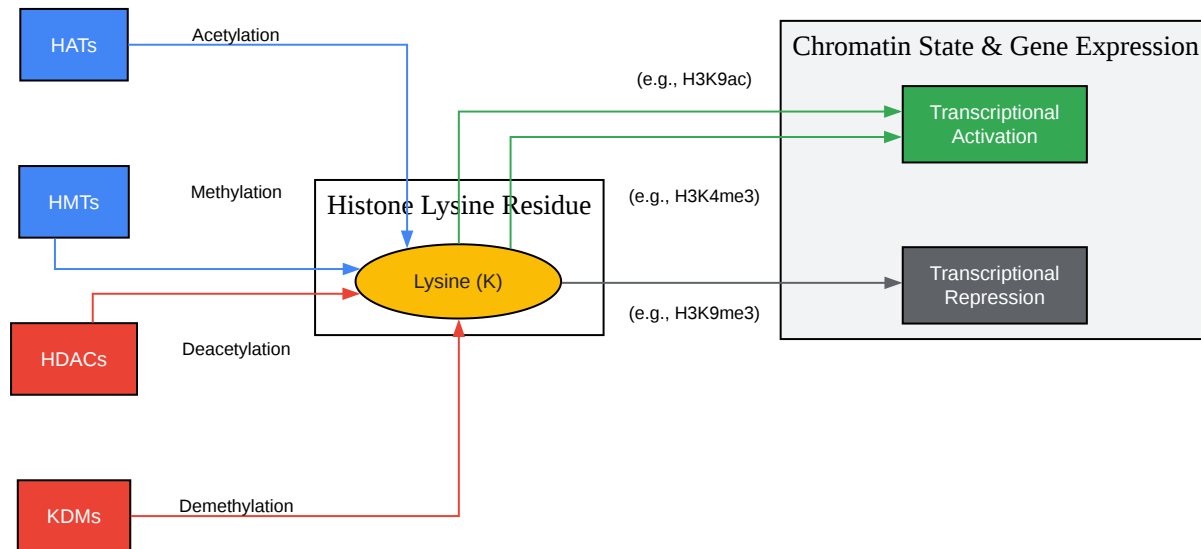 HATs
Acetylation
Chromatin State & Gene Expression
(e.g., H3K9ac)
Transcriptional
Activation
HMTs
Methylation
Histone Lysine Residue
(e.g., H3K4me3)
Lysine (K)
Transcriptional
Repression
(e.g., H3K9me3)
HDACs
Deacetylation
KDMs
Demethylation